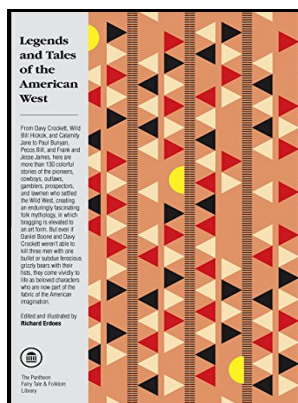 Legends
and Tales
of the
American
West
From Davy Crockett, Wild
Bill Hickok, and Calamity
Jane to Paul Bunyan,
Pecos Bill, and Frank and
Jesse James, here are
more than 130 colorful
stories of the pioneers,
cowboys, outlaws,
gamblers, prospectors,
and lawmen who settled
the Wild West, creating
an enduringly fascinating
folk mythology, in which
bragging is elevated to
an art form. But even if
Daniel Boone and Davy
Crockett weren't able to
kill three men with one
bullet or subdue ferocious
grizzly bears with their
fists, they come vividly to
life as beloved characters
who are now part of the
fabric of the American
imagination.
Edited and illustrated by
Richard Erdoes
The Pantheon
Fairy Tale & Folklore
Library